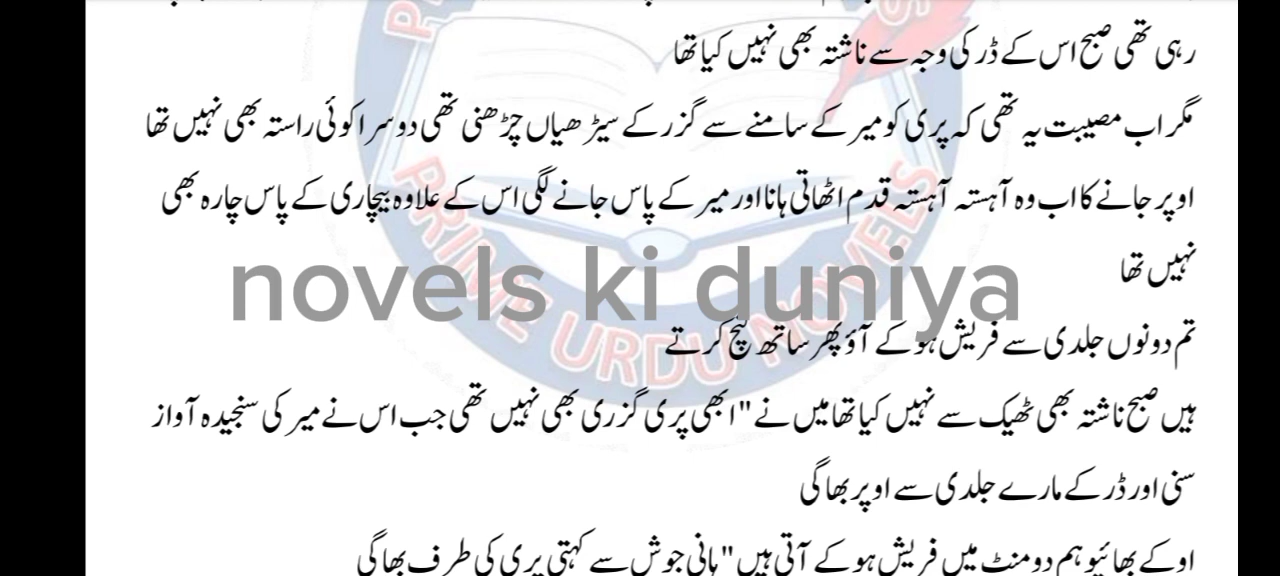 رہی تھی صبح اس کے ڈر کی وجہ سے ناشتہ بھی نہیں کیا تھا
مگر اب مصیبت یہ تھی کہ پری کو میر کے سامنے سے گزر کے سیڑھیاں چڑھنی تھی دوسرا کوئی راستہ بھی نہیں تھا
اوپر جانے کا اب وہ آہستہ آہستہ قدم اٹھاتی ہانا اور میر کے پاس جانے لگی اس کے علاوہ بیچاری کے پاس چارہ بھی
نہیں تھا
novels ki duniya
تم دونوں جلدی سے فریش ہو کے آؤ پھر ساتھ لنچ کرتے
ہیں صبح ناشتہ بھی ٹھیک سے نہیں کیا تھا میں نے "ابھی پری گزری بھی نہیں تھی جب اس نے میر کی سنجیدہ آواز
سنی اور ڈر کے مارے جلدی سے اوپر بھاگی
اوکے بھائیو ہم دو منٹ میں فریش ہو کے آتی ہیں "ہانی جوش سے کہتی پری کی طرف بھاگی
PRIME URDU NOVELS